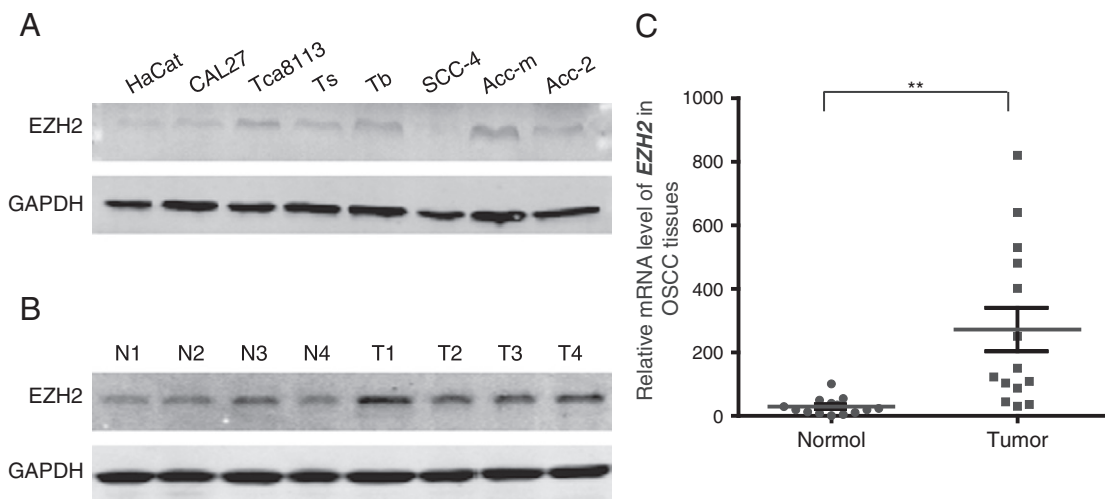 A
HaCat CAL27 Tca8113 Ts Tb SCC-4 Acc-m Acc-2
EZH2
GAPDH
B
N1 N2 N3 N4 T1 T2 T3 T4
EZH2
GAPDH
C
**
Relative mRNA level of EZH2 in
OSCC tissues
1000
800
600
400
200
0
Normol Tumor